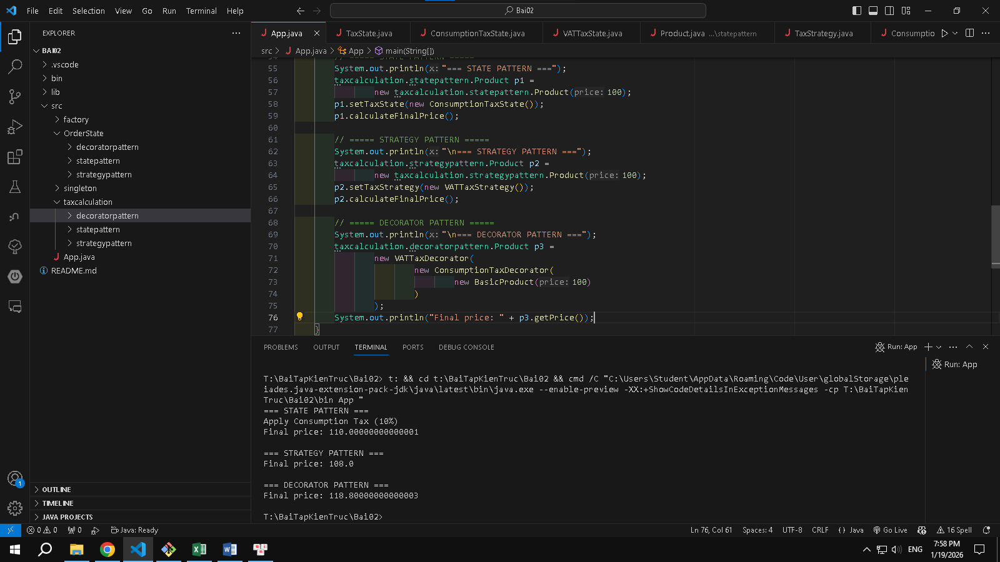 File Edit Selection View Go Run Terminal Help
Bai02
EXPLORER
BAI02
.vscode
bin
lib
src
factory
OrderState
decoratorpattern
statepattern
strategypattern
singleton
taxcalculation
decoratorpattern
statepattern
strategypattern
App.java
README.md
OUTLINE
TIMELINE
JAVA PROJECTS
App.java TaxState.java ConsumptionTaxState.java VATTaxState.java Product.java ...\statepattern TaxStrategy.java Consumptio
src > App.java > App > main(String[])
54 // ===== STATE PATTERN =====
55 System.out.println(x: "=== STATE PATTERN ===");
56 taxcalculation.statepattern.Product p1 =
57 new taxcalculation.statepattern.Product(price: 100);
58 p1.setTaxState(new ConsumptionTaxState());
59 p1.calculateFinalPrice();
60
61 // ===== STRATEGY PATTERN =====
62 System.out.println(x: "\n=== STRATEGY PATTERN ===");
63 taxcalculation.strategypattern.Product p2 =
64 new taxcalculation.strategypattern.Product(price: 100);
65 p2.setTaxStrategy(new VATTaxStrategy());
66 p2.calculateFinalPrice();
67
68 // ===== DECORATOR PATTERN =====
69 System.out.println(x: "\n=== DECORATOR PATTERN ===");
70 taxcalculation.decoratorpattern.Product p3 =
71 new VATTaxDecorator(
72 new ConsumptionTaxDecorator(
73 new BasicProduct(price: 100)
74 )
75 );
76 System.out.println("Final price: " + p3.getPrice());
77 }
PROBLEMS OUTPUT TERMINAL PORTS DEBUG CONSOLE
Run: App
Run: App
T:\BaiTapKienTruc\Bai02> t: && cd t:\BaiTapKienTruc\Bai02 && cmd /C "C:\Users\Student\AppData\Roaming\Code\User\globalStorage\ple
iades.java-extension-pack-jdk\java\latest\bin\java.exe --enable-preview -XX:+ShowCodeDetailsInExceptionMessages -cp T:\BaiTapKien
Truc\Bai02\bin App "
=== STATE PATTERN ===
Apply Consumption Tax (10%)
Final price: 110.00000000000001
=== STRATEGY PATTERN ===
Final price: 108.0
=== DECORATOR PATTERN ===
Final price: 118.80000000000003
T:\BaiTapKienTruc\Bai02>
1
0 0 0 Java: Ready Ln 76, Col 61 Spaces: 4 UTF-8 CRLF {} Java Go Live 16 Spell
ENG
7:58 PM
1/19/2026